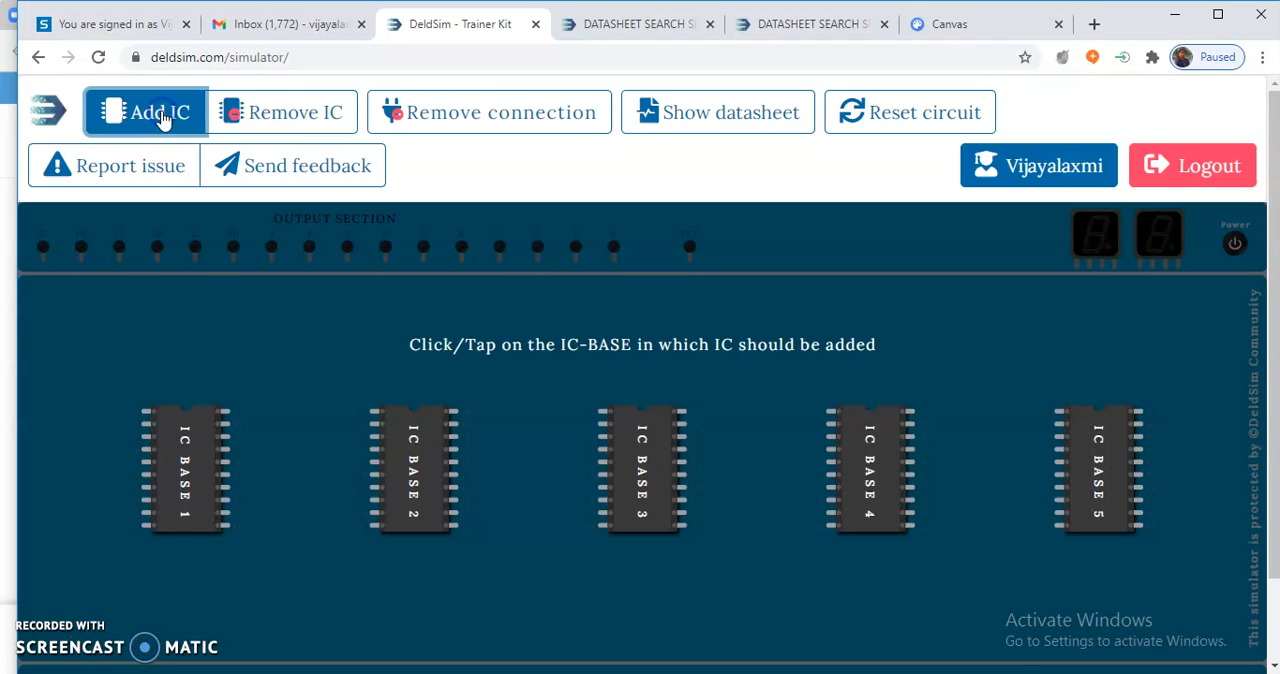 You are signed in as Vij
Inbox (1,772) - vijayalax
DeldSim - Trainer Kit
DATASHEET SEARCH S
DATASHEET SEARCH S
Canvas
deldsim.com/simulator/
Paused
Add IC
Remove IC
Remove connection
Show datasheet
Reset circuit
Report issue
Send feedback
Vijayalaxmi
Logout
OUTPUT SECTION
Power
Click/Tap on the IC-BASE in which IC should be added
IC BASE 1
IC BASE 2
IC BASE 3
IC BASE 4
IC BASE 5
This simulator is protected by ©DeldSim Community
Activate Windows
Go to Settings to activate Windows.
RECORDED WITH
SCREENCAST MATIC